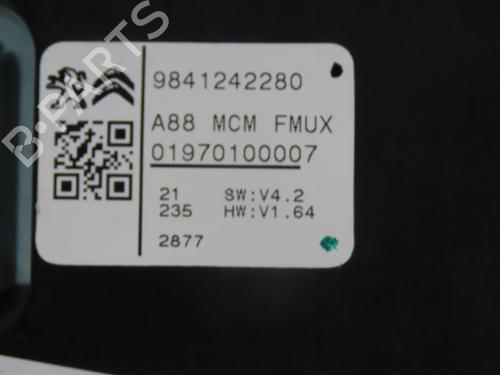 9841242280
A88 MCM FMUX
01970100007
21 SW:V4.2
235 HW:V1.64
2877
B-PARTS